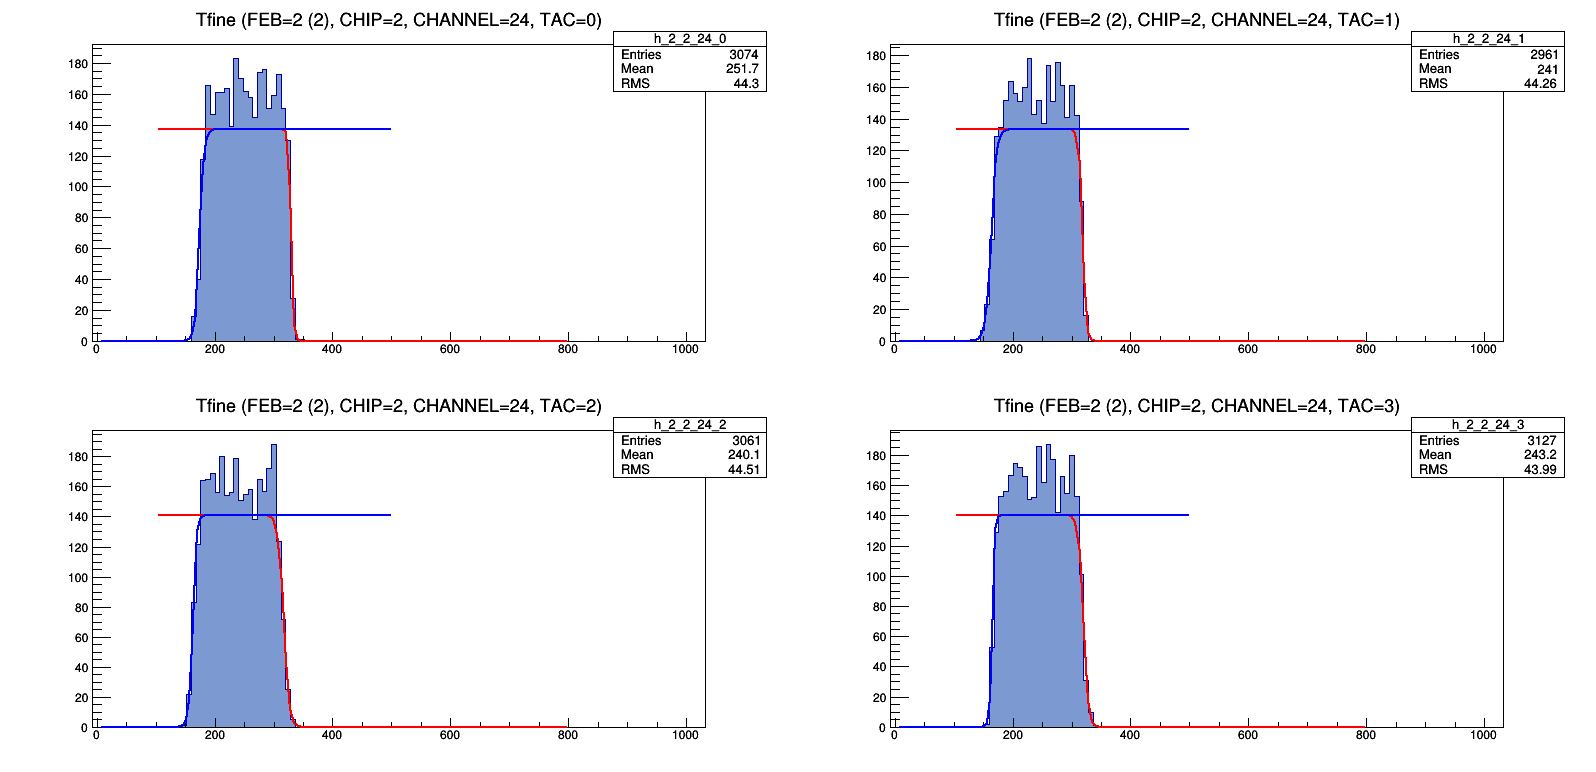 Tfine (FEB=2 (2), CHIP=2, CHANNEL=24, TAC=0)
h_2_2_24_0
Entries 3074
Mean 251.7
RMS 44.3
180
160
140
120
100
80
60
40
20
0
0 200 400 600 800 1000
Tfine (FEB=2 (2), CHIP=2, CHANNEL=24, TAC=1)
h_2_2_24_1
Entries 2961
Mean 241
RMS 44.26
180
160
140
120
100
80
60
40
20
0
0 200 400 600 800 1000
Tfine (FEB=2 (2), CHIP=2, CHANNEL=24, TAC=2)
h_2_2_24_2
Entries 3061
Mean 240.1
RMS 44.51
180
160
140
120
100
80
60
40
20
0
0 200 400 600 800 1000
Tfine (FEB=2 (2), CHIP=2, CHANNEL=24, TAC=3)
h_2_2_24_3
Entries 3127
Mean 243.2
RMS 43.99
180
160
140
120
100
80
60
40
20
0
0 200 400 600 800 1000